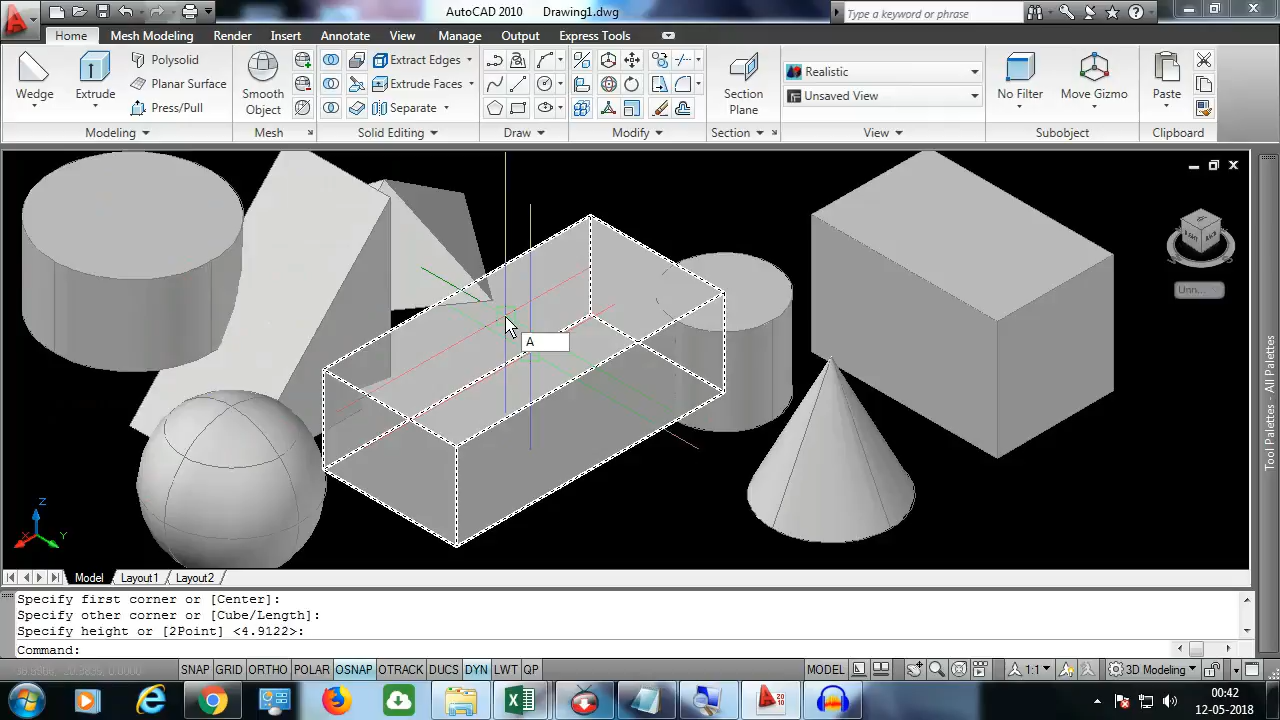 AutoCAD 2010 Drawing1.dwg Type a keyword or phrase
Home Mesh Modeling Render Insert Annotate View Manage Output Express Tools
Wedge
Extrude
Polysolid
Planar Surface
Press/Pull
Smooth
Object
Extract Edges
Extrude Faces
Separate
Section
Plane
Realistic
Unsaved View
No Filter
Move Gizmo
Paste
Modeling Mesh Solid Editing Draw Modify Section View Subobject Clipboard
Unn...
A
Z
X
Y
Tool Palettes - All Palettes
Model Layout1 Layout2
Specify first corner or [Center]:
Specify other corner or [Cube/Length]:
Specify height or [2Point] <4.9122>:
Command:
SNAP GRID ORTHO POLAR OSNAP OTRACK DUCS DYN LWT QP MODEL 1:1 3D Modeling
00:42
12-05-2018